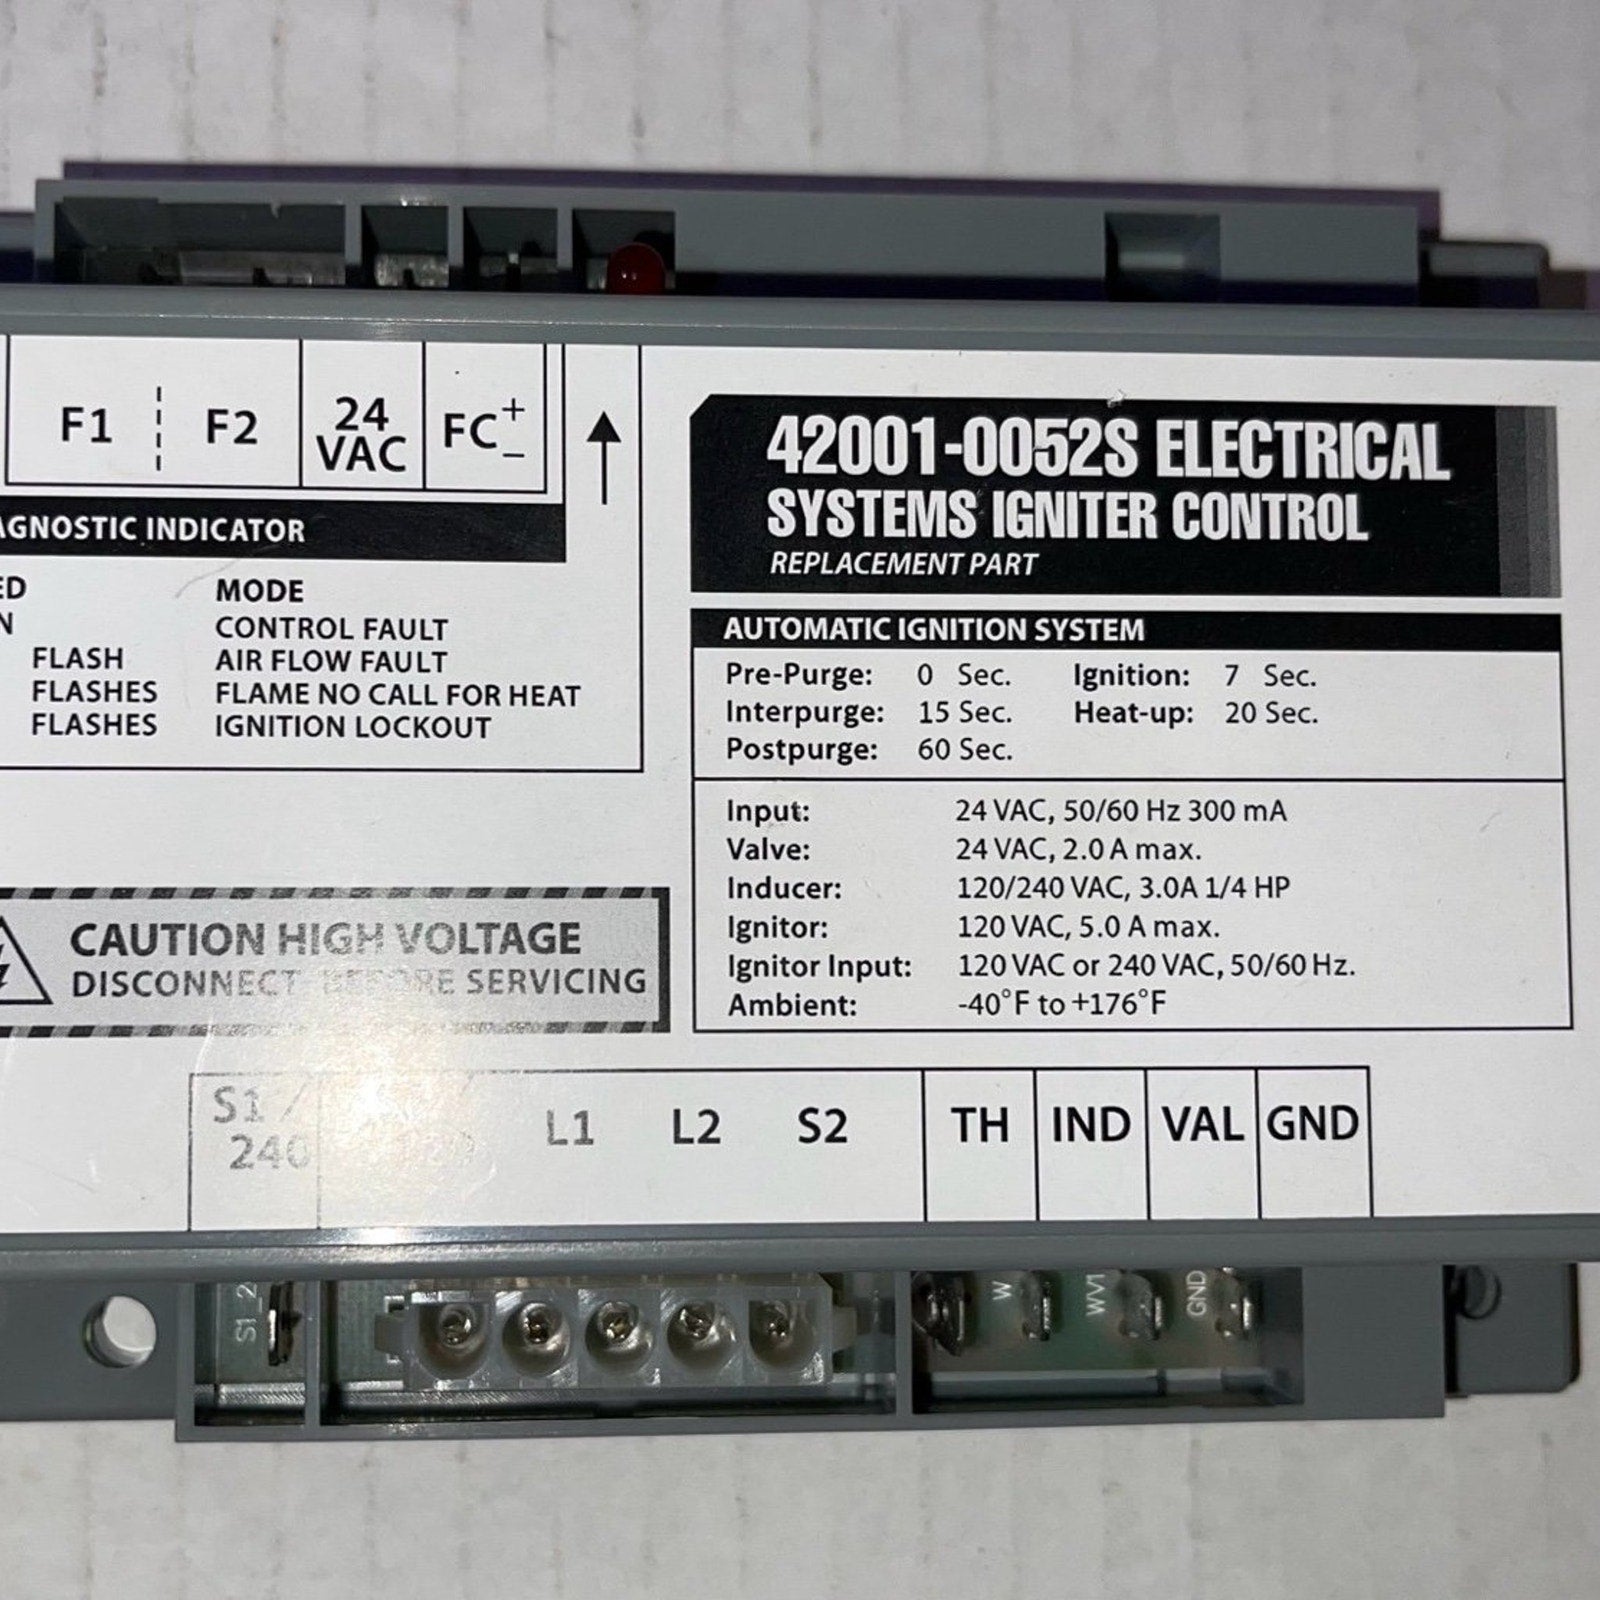 F1 F2 24 VAC FC + -
AGNOSTIC INDICATOR
ED MODE
N CONTROL FAULT
FLASH AIR FLOW FAULT
FLASHES FLAME NO CALL FOR HEAT
FLASHES IGNITION LOCKOUT
CAUTION HIGH VOLTAGE
DISCONNECT BEFORE SERVICING
42001-0052S ELECTRICAL
SYSTEMS IGNITER CONTROL
REPLACEMENT PART
AUTOMATIC IGNITION SYSTEM
Pre-Purge: 0 Sec. Ignition: 7 Sec.
Interpurge: 15 Sec. Heat-up: 20 Sec.
Postpurge: 60 Sec.
Input: 24 VAC, 50/60 Hz 300 mA
Valve: 24 VAC, 2.0 A max.
Inducer: 120/240 VAC, 3.0A 1/4 HP
Ignitor: 120 VAC, 5.0 A max.
Ignitor Input: 120 VAC or 240 VAC, 50/60 Hz.
Ambient: -40°F to +176°F
S1 / 240 L1 L2 S2 TH IND VAL GND
S1_2 W WV1 GND